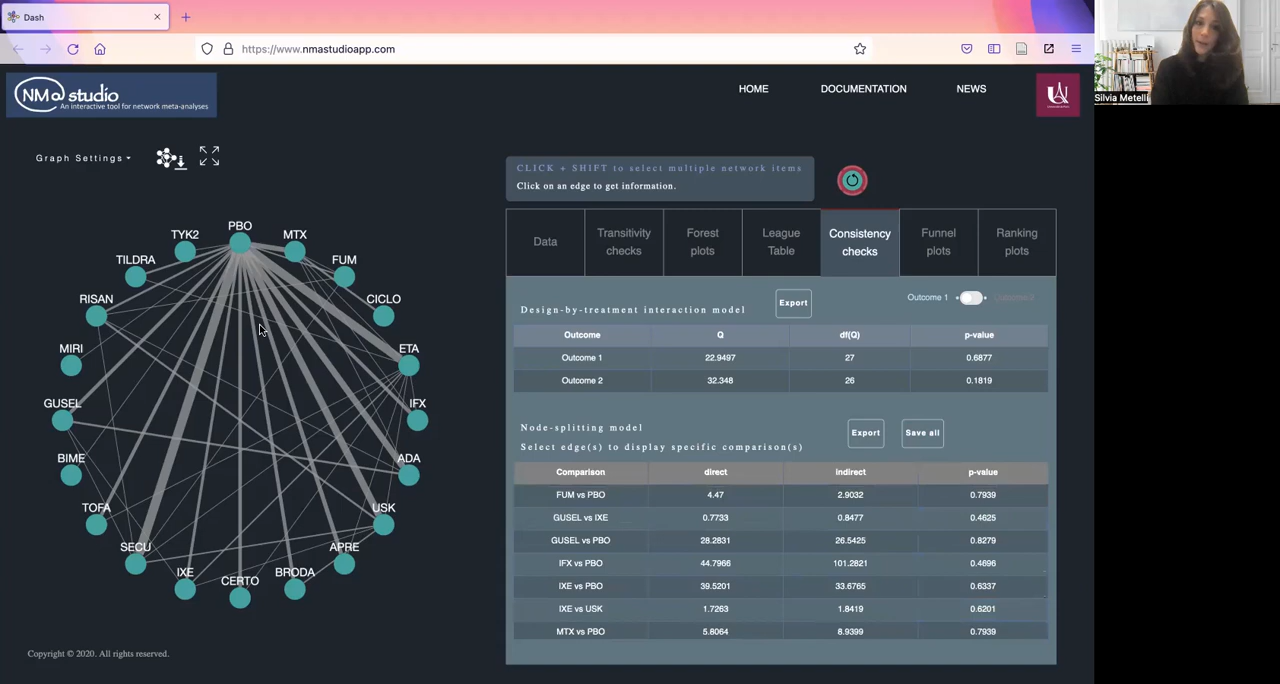 Dash
https://www.nmastudioapp.com
Silvia Metelli
NM@studio
An interactive tool for network meta-analyses
HOME DOCUMENTATION NEWS
Graph Settings
CLICK + SHIFT to select multiple network items
Click on an edge to get information.
PBO
TYK2
MTX
TILDRA
FUM
RISAN
CICLO
MIRI
ETA
GUSEL
IFX
BIME
ADA
TOFA
USK
SECU
APRE
IXE
CERTO
BRODA
Data
Transitivity
checks
Forest
plots
League
Table
Consistency
checks
Funnel
plots
Ranking
plots
Design-by-treatment interaction model
Export
Outcome 1
Outcome 2
Outcome Q df(Q) p-value
Outcome 1 22.9497 27 0.6877
Outcome 2 32.348 26 0.1819
Node-splitting model
Select edge(s) to display specific comparison(s)
Export
Save all
Comparison direct indirect p-value
FUM vs PBO 4.47 2.9032 0.7939
GUSEL vs IXE 0.7733 0.8477 0.4625
GUSEL vs PBO 28.2831 26.5425 0.8279
IFX vs PBO 44.7966 101.2821 0.4696
IXE vs PBO 39.5201 33.6765 0.6337
IXE vs USK 1.7263 1.8419 0.6201
MTX vs PBO 5.8064 8.9399 0.7939
Copyright © 2020. All rights reserved.